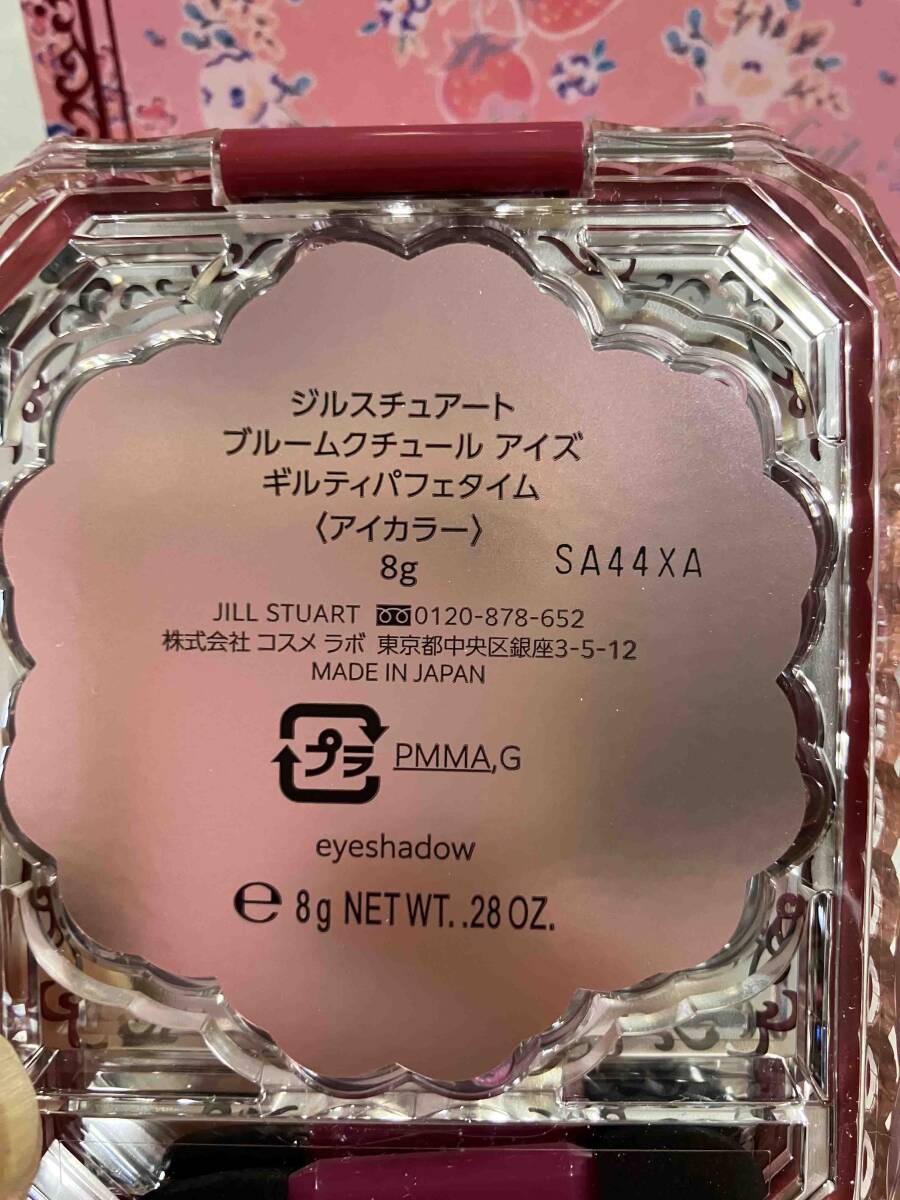 ジルスチュアート
ブルームクチュール アイズ
ギルティパフェタイム
〈アイカラー〉
8g SA44XA
JILL STUART 0120-878-652
株式会社 コスメ ラボ 東京都中央区銀座3-5-12
MADE IN JAPAN
プラ PMMA,G
eyeshadow
℮ 8g NET WT. .28 OZ.